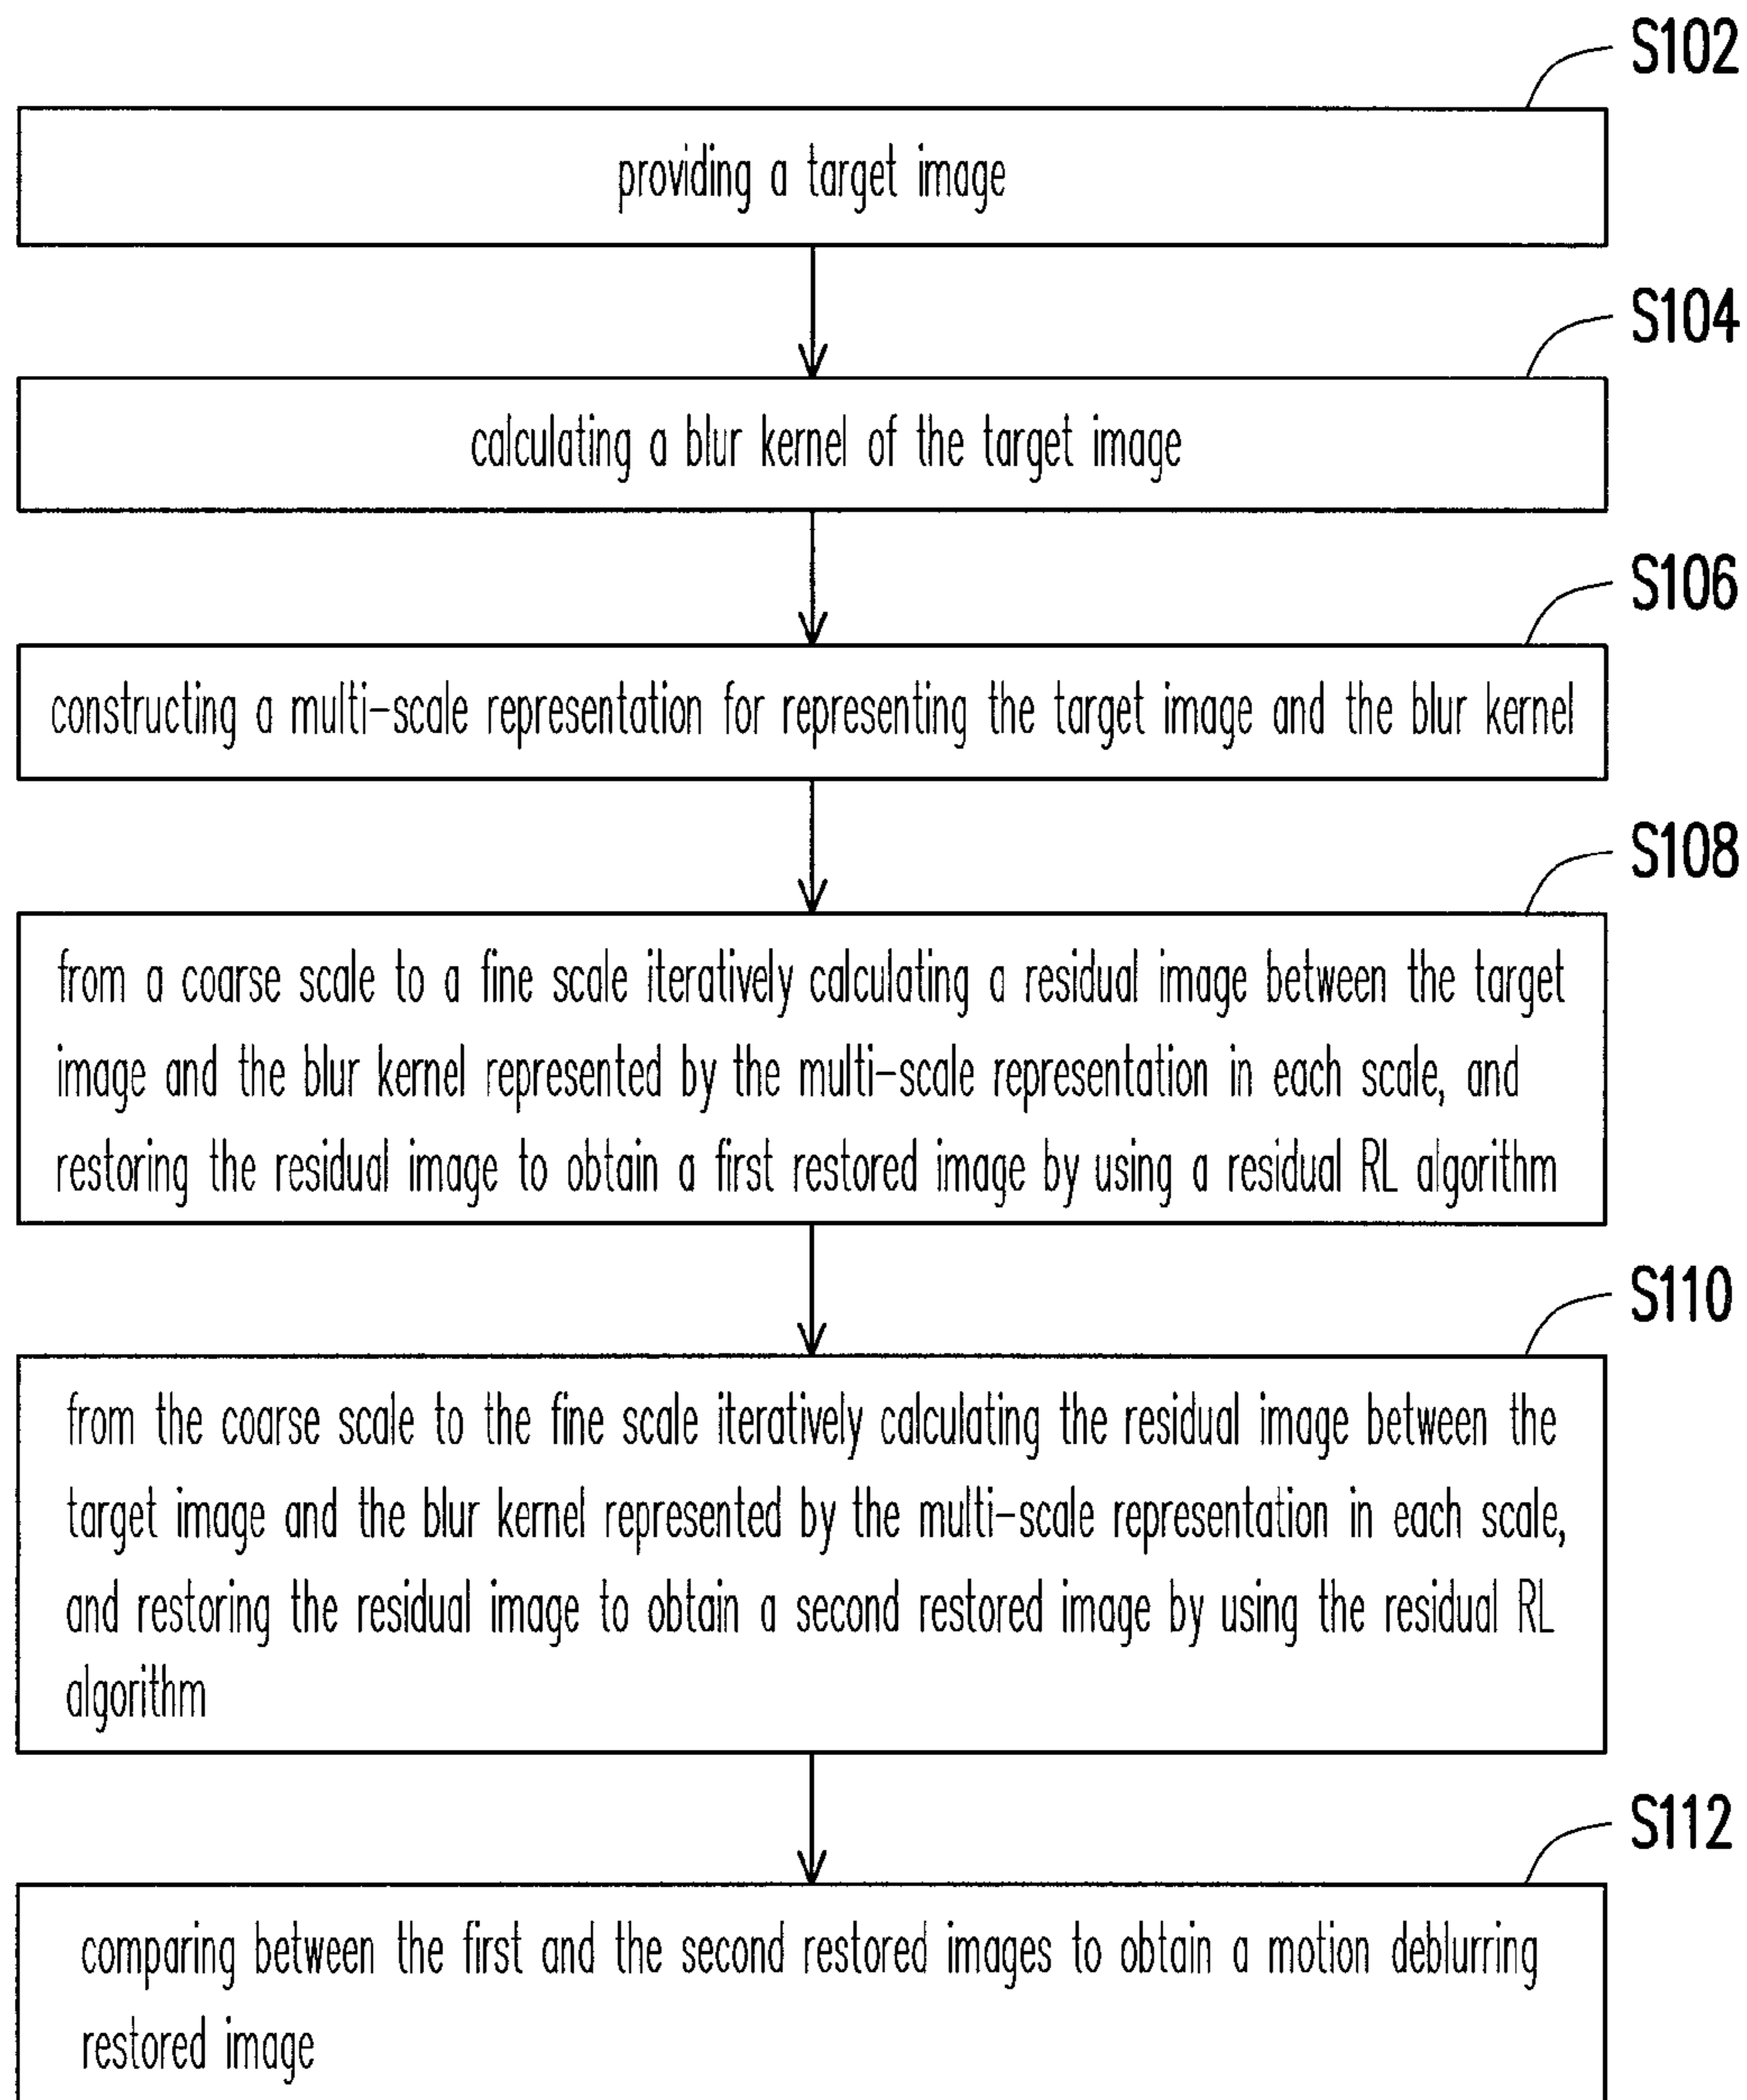 S102
providing a target image
S104
calculating a blur kernel of the target image
S106
constructing a multi-scale representation for representing the target image and the blur kernel
S108
from a coarse scale to a fine scale iteratively calculating a residual image between the target
image and the blur kernel represented by the multi-scale representation in each scale, and
restoring the residual image to obtain a first restored image by using a residual RL algorithm
S110
from the coarse scale to the fine scale iteratively calculating the residual image between the
target image and the blur kernel represented by the multi-scale representation in each scale,
and restoring the residual image to obtain a second restored image by using the residual RL
algorithm
S112
comparing between the first and the second restored images to obtain a motion deblurring
restored image